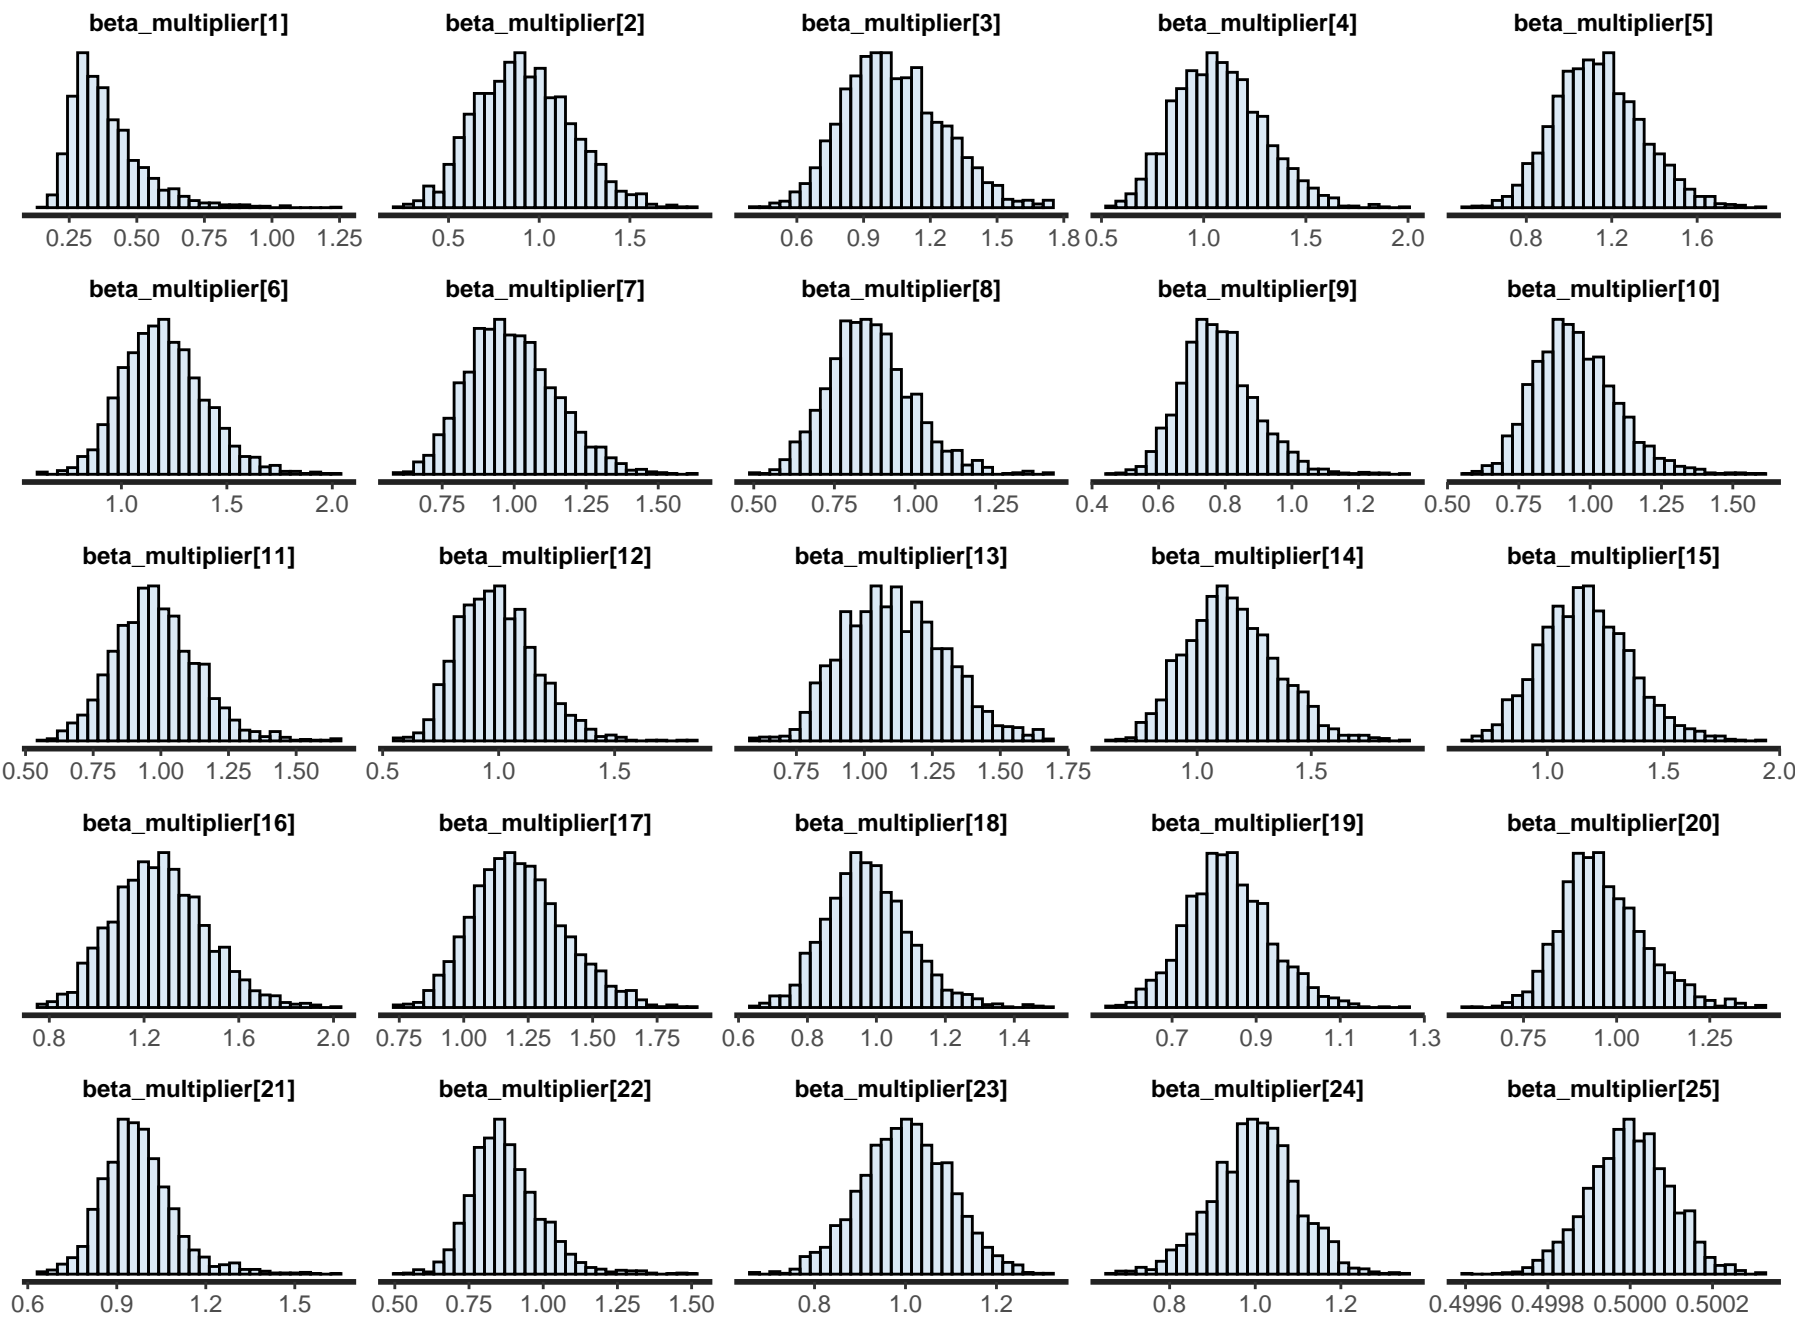 beta_multiplier[1] beta_multiplier[2] beta_multiplier[3] beta_multiplier[4] beta_multiplier[5]
0.25 0.50 0.75 1.00 1.25 0.5 1.0 1.5 0.6 0.9 1.2 1.5 1.8 0.5 1.0 1.5 2.0 0.8 1.2 1.6
beta_multiplier[6] beta_multiplier[7] beta_multiplier[8] beta_multiplier[9] beta_multiplier[10]
1.0 1.5 2.0 0.75 1.00 1.25 1.50 0.50 0.75 1.00 1.25 0.4 0.6 0.8 1.0 1.2 0.50 0.75 1.00 1.25 1.50
beta_multiplier[11] beta_multiplier[12] beta_multiplier[13] beta_multiplier[14] beta_multiplier[15]
0.50 0.75 1.00 1.25 1.50 0.5 1.0 1.5 0.75 1.00 1.25 1.50 1.75 1.0 1.5 1.0 1.5 2.0
beta_multiplier[16] beta_multiplier[17] beta_multiplier[18] beta_multiplier[19] beta_multiplier[20]
0.8 1.2 1.6 2.0 0.75 1.00 1.25 1.50 1.75 0.6 0.8 1.0 1.2 1.4 0.7 0.9 1.1 1.3 0.75 1.00 1.25
beta_multiplier[21] beta_multiplier[22] beta_multiplier[23] beta_multiplier[24] beta_multiplier[25]
0.6 0.9 1.2 1.5 0.50 0.75 1.00 1.25 1.50 0.8 1.0 1.2 0.8 1.0 1.2 0.4996 0.4998 0.5000 0.5002